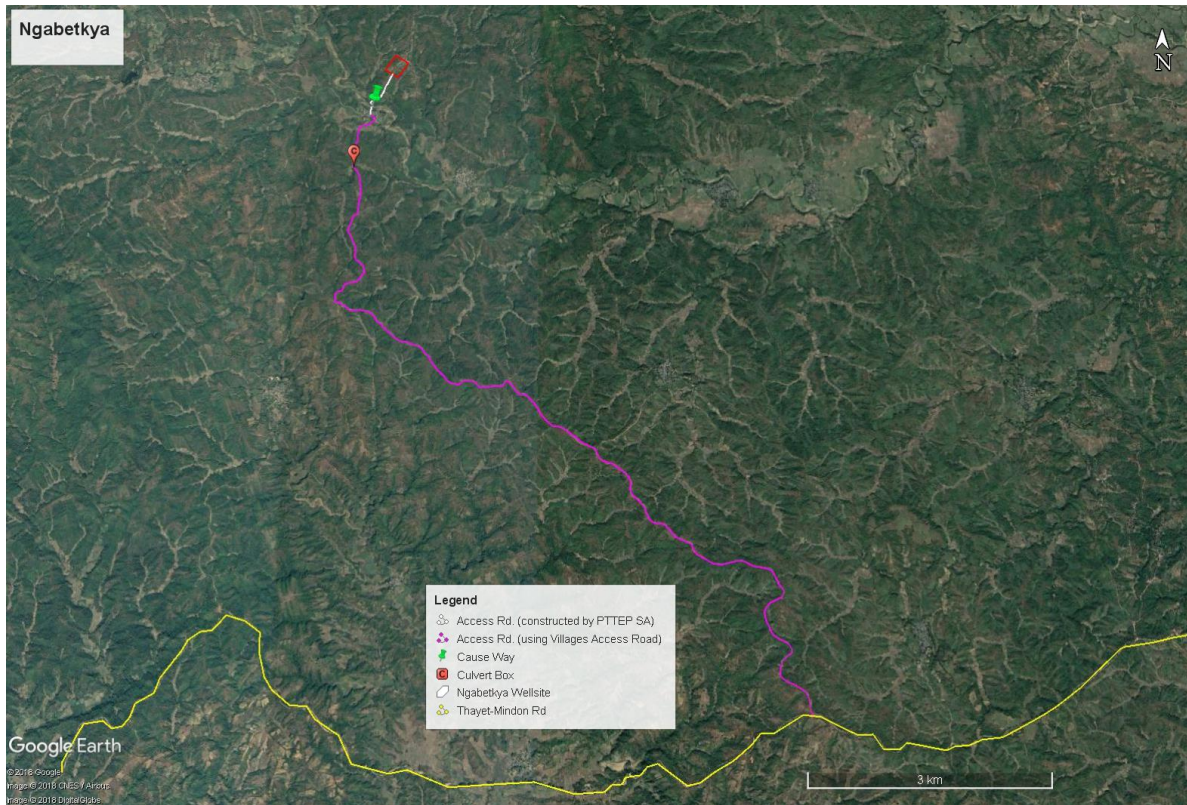 Ngabetkya
N
C
Legend
Access Rd. (constructed by PTTEP SA)
Access Rd. (using Villages Access Road)
Cause Way
C Culvert Box
Ngabetkya Wellsite
Thayet-Mindon Rd
Google Earth
© 2018 Google
Image © 2018 CNES / Airbus
Image © 2018 DigitalGlobe
3 km